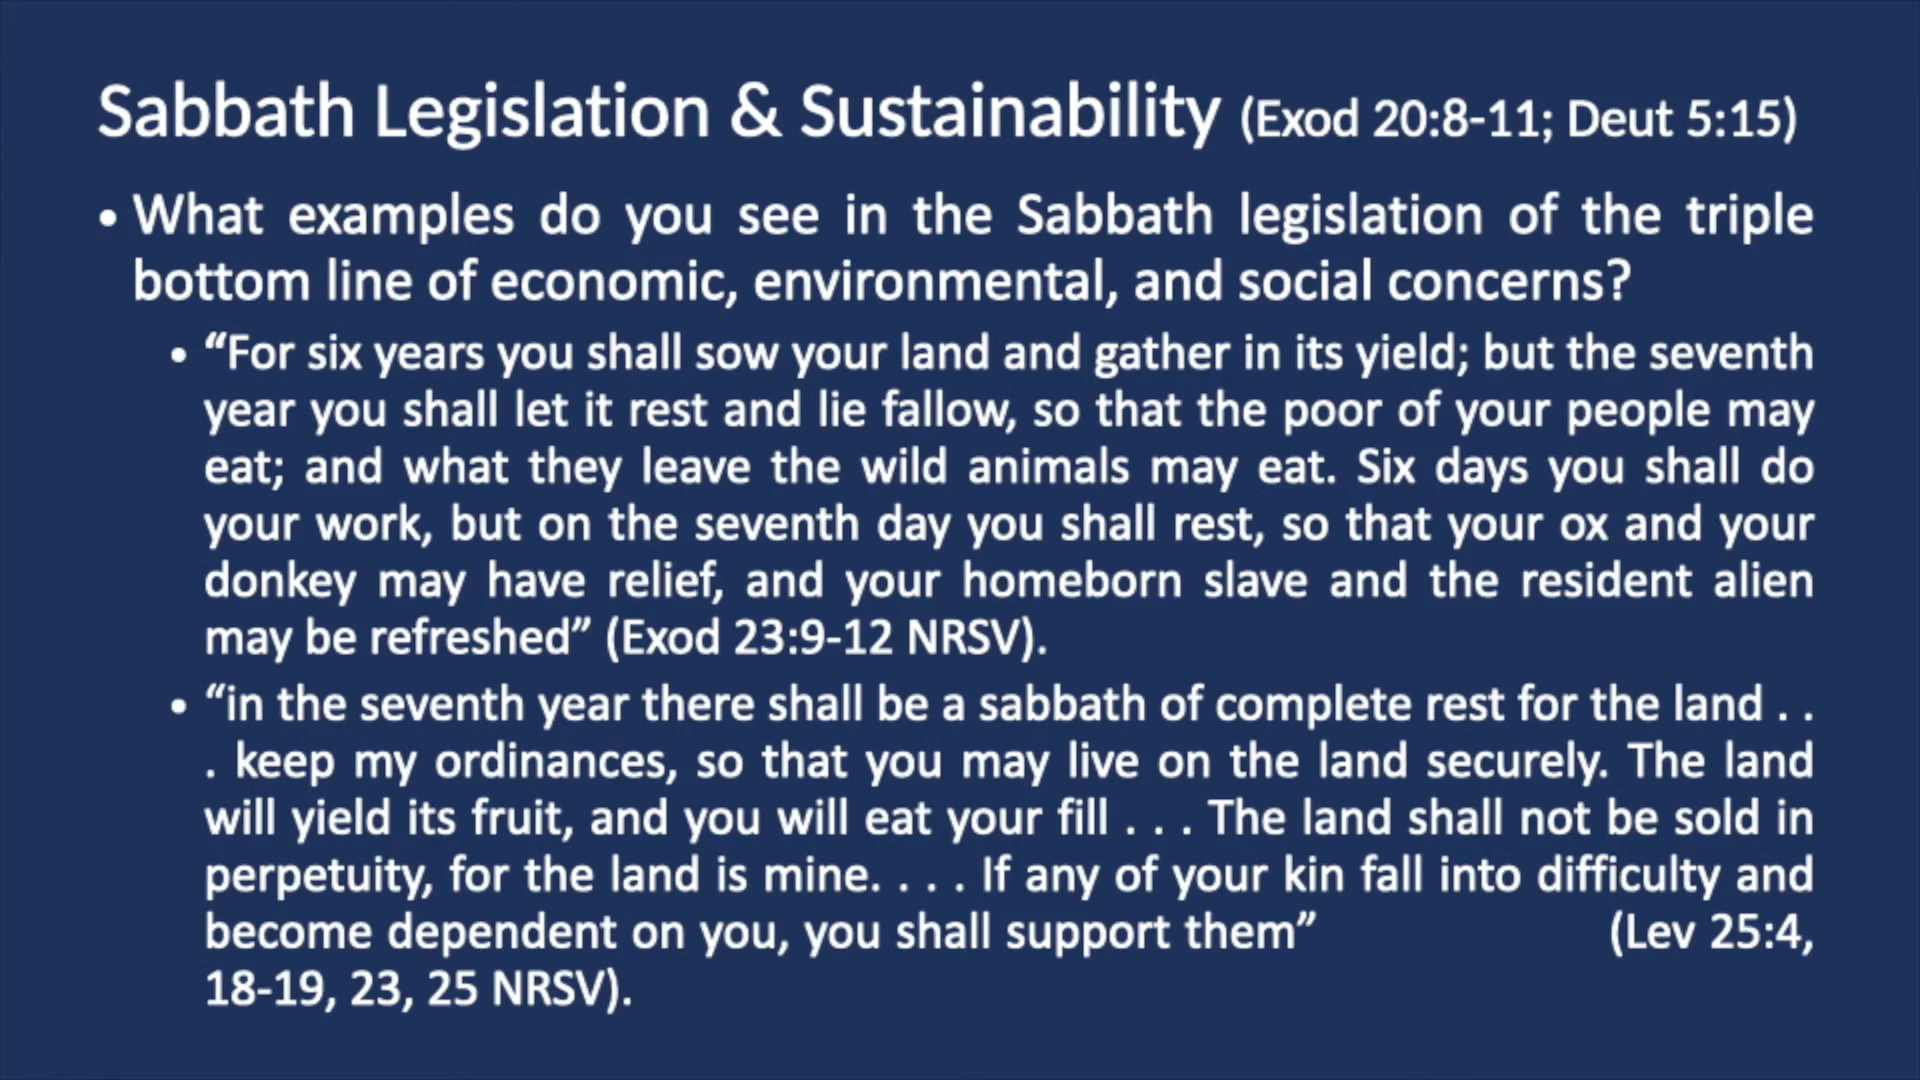 Sabbath Legislation & Sustainability (Exod 20:8-11; Deut 5:15)
• What examples do you see in the Sabbath legislation of the triple
bottom line of economic, environmental, and social concerns?
• “For six years you shall sow your land and gather in its yield; but the seventh
year you shall let it rest and lie fallow, so that the poor of your people may
eat; and what they leave the wild animals may eat. Six days you shall do
your work, but on the seventh day you shall rest, so that your ox and your
donkey may have relief, and your homeborn slave and the resident alien
may be refreshed” (Exod 23:9-12 NRSV).
• “in the seventh year there shall be a sabbath of complete rest for the land . .
. keep my ordinances, so that you may live on the land securely. The land
will yield its fruit, and you will eat your fill . . . The land shall not be sold in
perpetuity, for the land is mine. . . . If any of your kin fall into difficulty and
become dependent on you, you shall support them” (Lev 25:4,
18-19, 23, 25 NRSV).